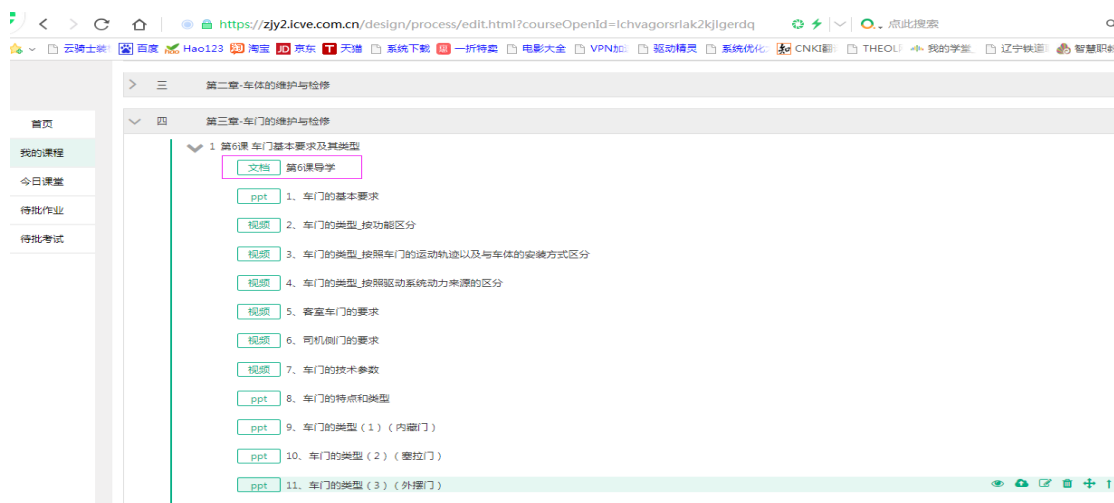 https://zjy2.icve.com.cn/design/process/edit.html?courseOpenId=lchvagorsrlak2kjlgerdq 点此搜索
云骑士装 百度 Hao123 淘宝 JD 京东 T 天猫 系统下载 一折特卖 电影大全 VPN加 驱动精灵 系统优化 CNKI翻 THEOL 我的学堂 辽宁铁道 智慧职教
三 第二章-车体的维护与检修
首页
四 第三章-车门的维护与检修
我的课程
1 第6课 车门基本要求及其类型
文档 第6课导学
今日课堂
ppt 1、车门的基本要求
待批作业
视频 2、车门的类型_按功能区分
待批考试
视频 3、车门的类型_按照车门的运动轨迹以及与车体的安装方式区分
视频 4、车门的类型_按照驱动系统动力来源的区分
视频 5、客室车门的要求
视频 6、司机侧门的要求
视频 7、车门的技术参数
ppt 8、车门的特点和类型
ppt 9、车门的类型（1）（内藏门）
ppt 10、车门的类型（2）（塞拉门）
ppt 11、车门的类型（3）（外摆门）